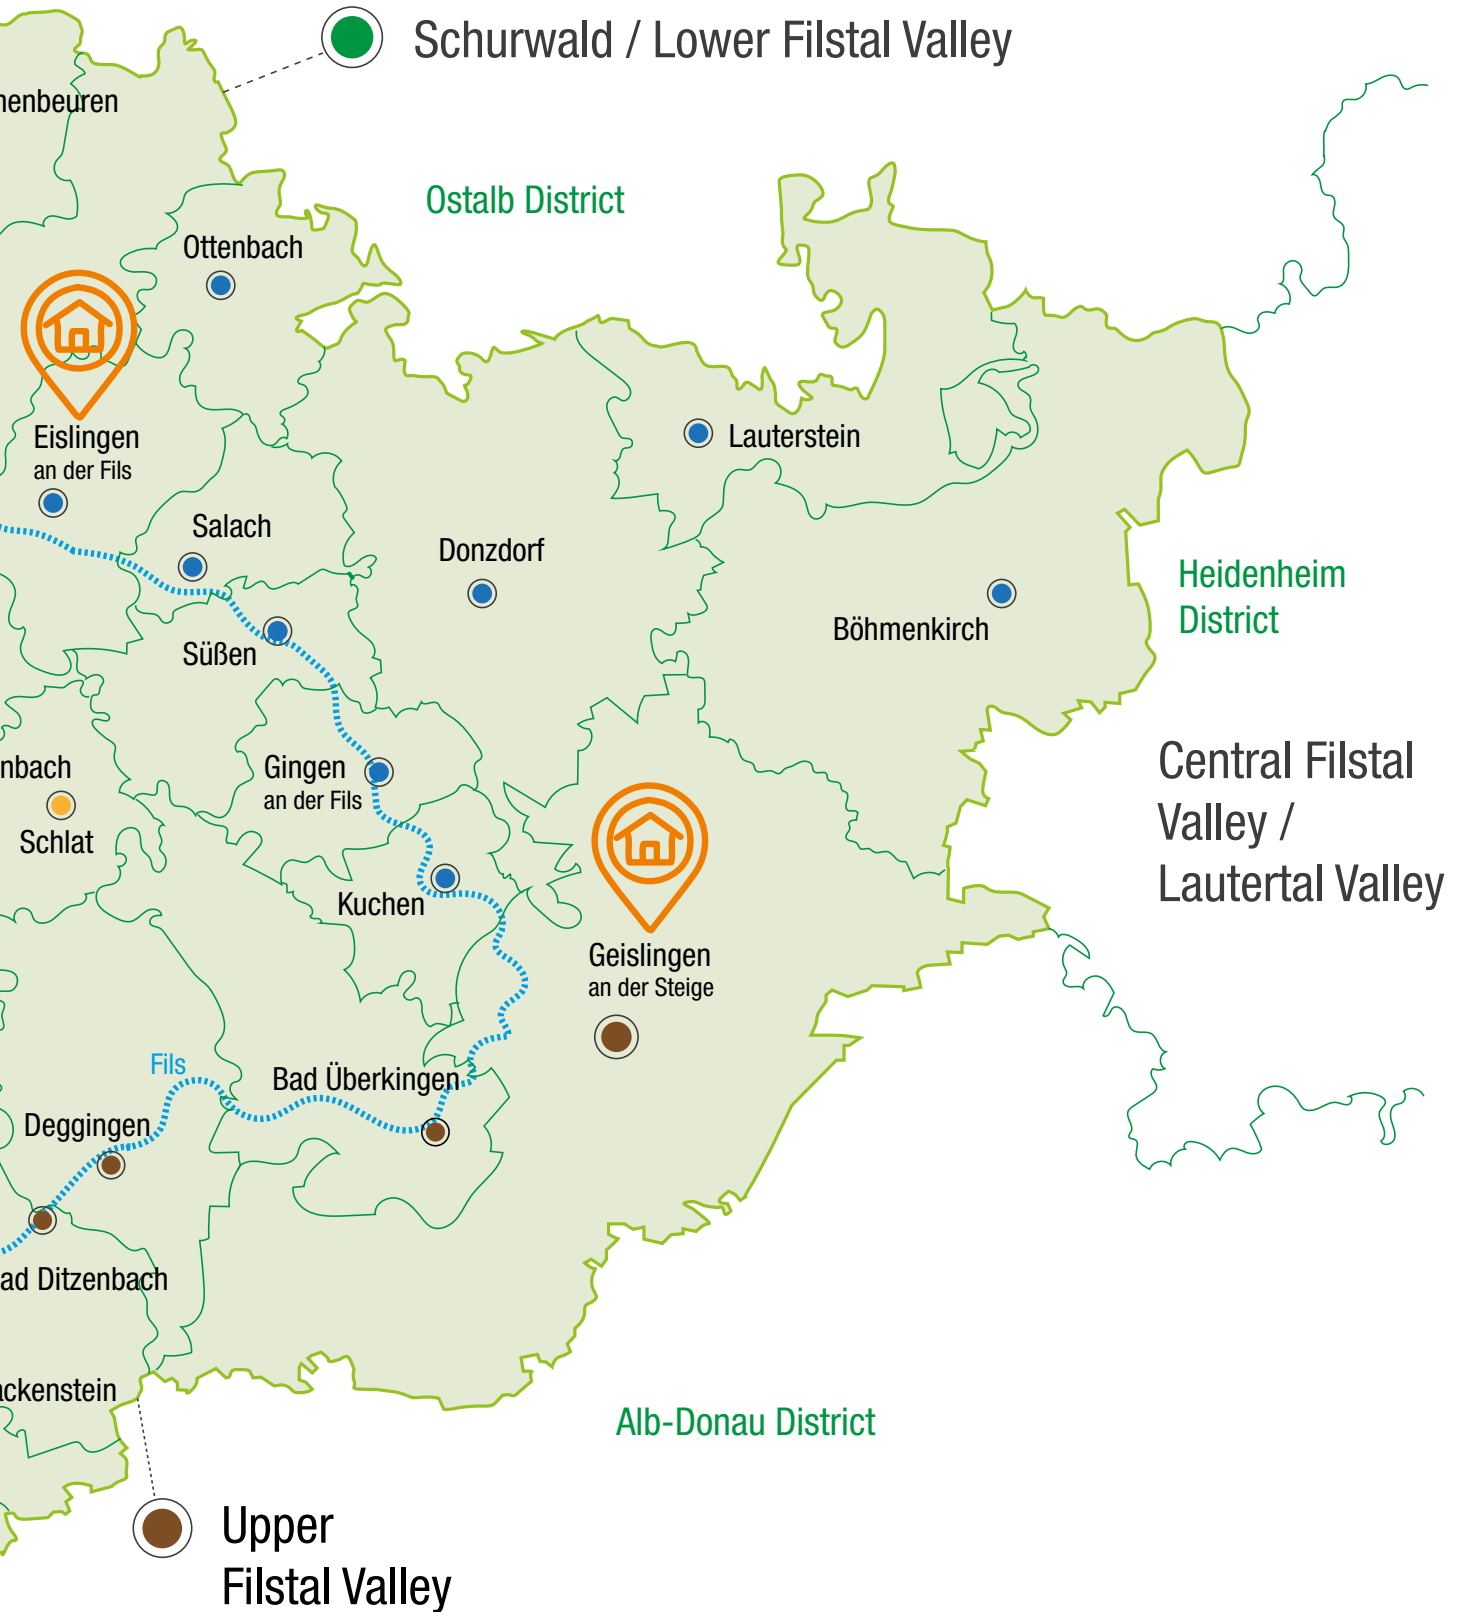 Schurwald / Lower Filstal Valley
henbeuren
Ostalb District
Ottenbach
Eislingen
an der Fils
Lauterstein
Salach
Donzdorf
Heidenheim
District
Böhmenkirch
Süßen
Central Filstal
Valley /
Lautertal Valley
nbach
Gingen
an der Fils
Schlat
Kuchen
Geislingen
an der Steige
Fils
Bad Überkingen
Deggingen
ad Ditzenbach
ackenstein
Alb-Donau District
Upper
Filstal Valley